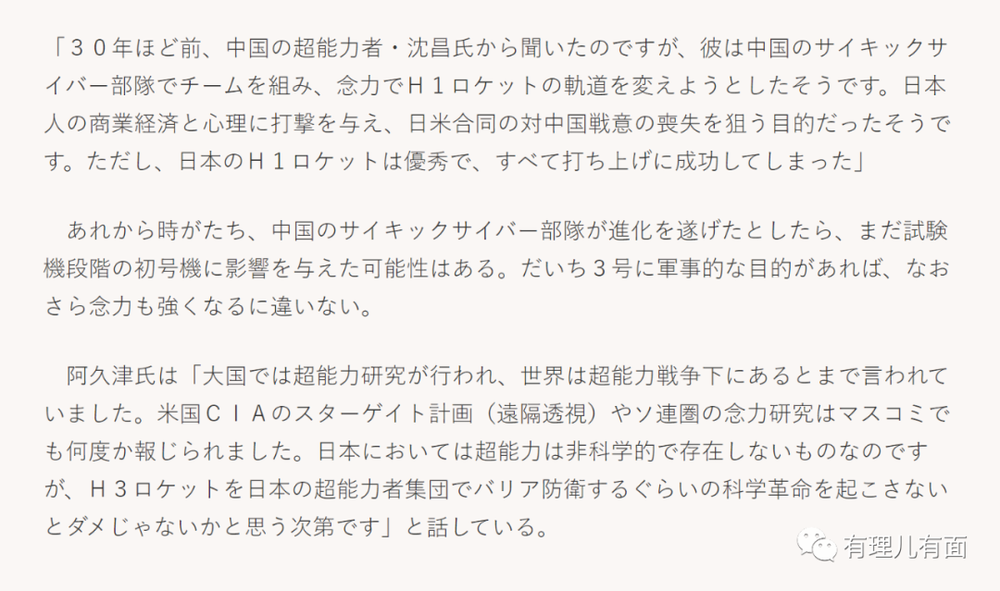 「３０年ほど前、中国の超能力者・沈昌氏から聞いたのですが、彼は中国のサイキックサ
イバー部隊でチームを組み、念力でＨ１ロケットの軌道を変えようとしたそうです。日本
人の商業経済と心理に打撃を与え、日米合同の対中国戦意の喪失を狙う目的だったそうで
す。ただし、日本のＨ１ロケットは優秀で、すべて打ち上げに成功してしまった」
　あれから時がたち、中国のサイキックサイバー部隊が進化を遂げたとしたら、まだ試験
機段階の初号機に影響を与えた可能性はある。だいち３号に軍事的な目的があれば、なお
さら念力も強くなるに違いない。
　阿久津氏は「大国では超能力研究が行われ、世界は超能力戦争下にあるとまで言われて
いました。米国ＣＩＡのスターゲイト計画（遠隔透視）やソ連圏の念力研究はマスコミで
も何度か報じられました。日本においては超能力は非科学的で存在しないものなのです
が、Ｈ３ロケットを日本の超能力者集団でバリア防衛するぐらいの科学革命を起こさない
とダメじゃないかと思う次第です」と話している。
有理儿有面